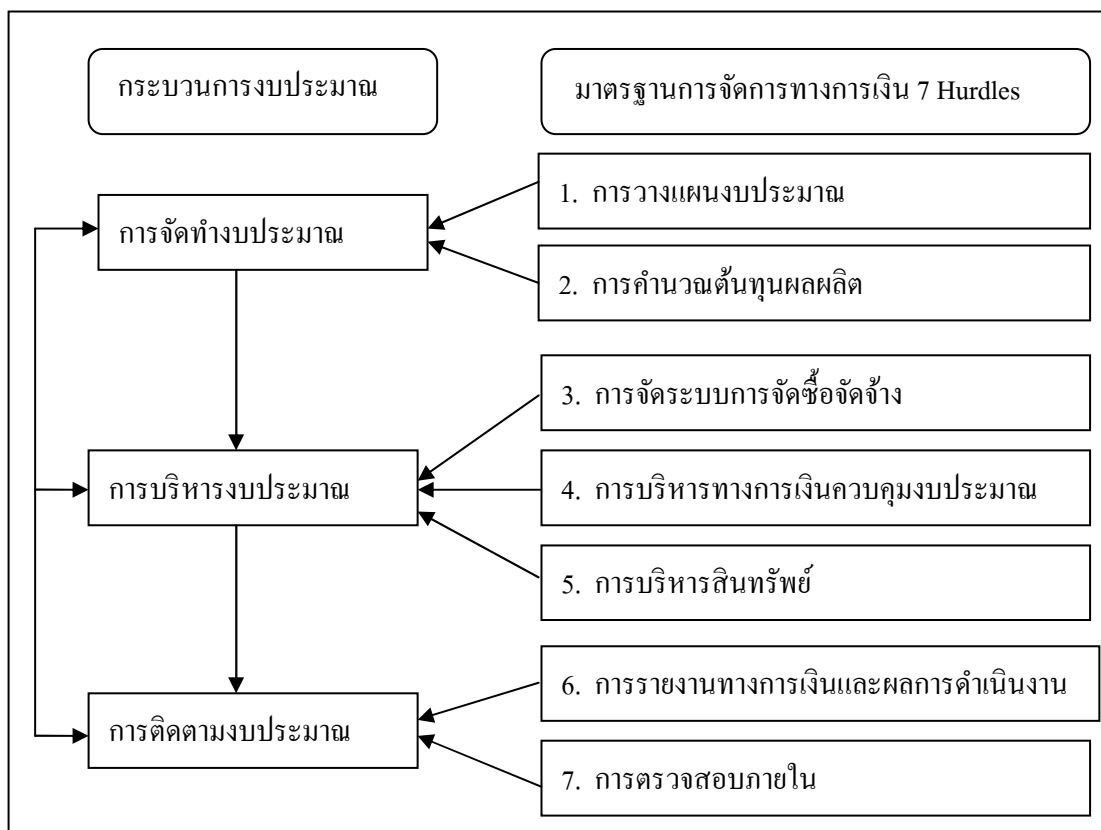 กระบวนการงบประมาณ
มาตรฐานการจัดการทางการเงิน 7 Hurdles
การจัดทำงบประมาณ
1. การวางแผนงบประมาณ
2. การคำนวณต้นทุนผลผลิต
การบริหารงบประมาณ
3. การจัดระบบการจัดซื้อจัดจ้าง
4. การบริหารทางการเงินควบคุมงบประมาณ
5. การบริหารสินทรัพย์
การติดตามงบประมาณ
6. การรายงานทางการเงินและผลการดำเนินงาน
7. การตรวจสอบภายใน